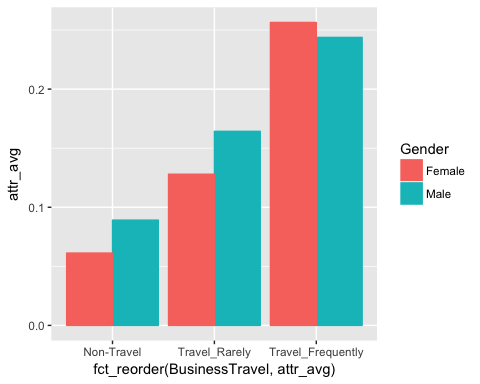 attr_avg
0.2
0.1
0.0
Non-Travel
Travel_Rarely
Travel_Frequently
fct_reorder(BusinessTravel, attr_avg)
Gender
Female
Male